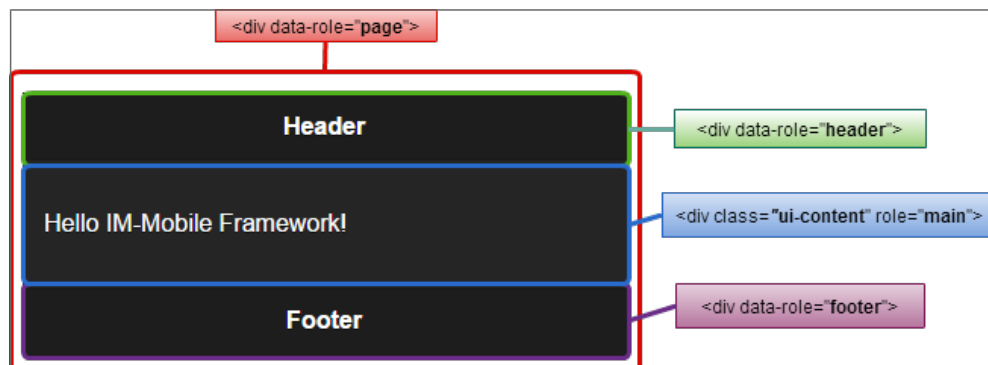 <div data-role="page">
Header
<div data-role="header">
Hello IM-Mobile Framework!
<div class="ui-content" role="main">
Footer
<div data-role="footer">